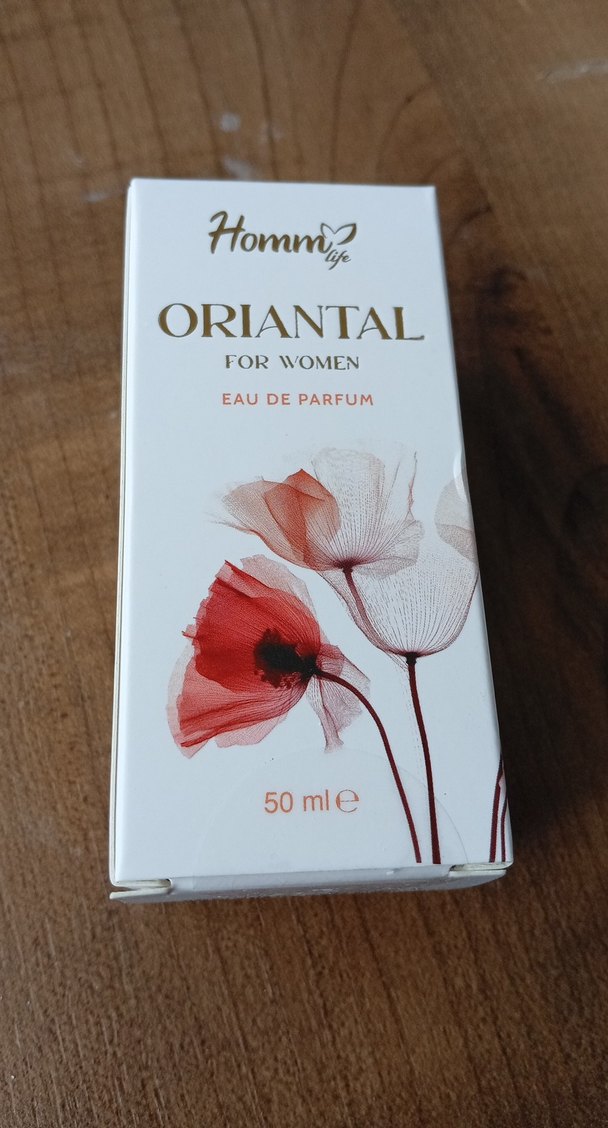 Homm
life
ORIANTAL
FOR WOMEN
EAU DE PARFUM
50 ml ℮